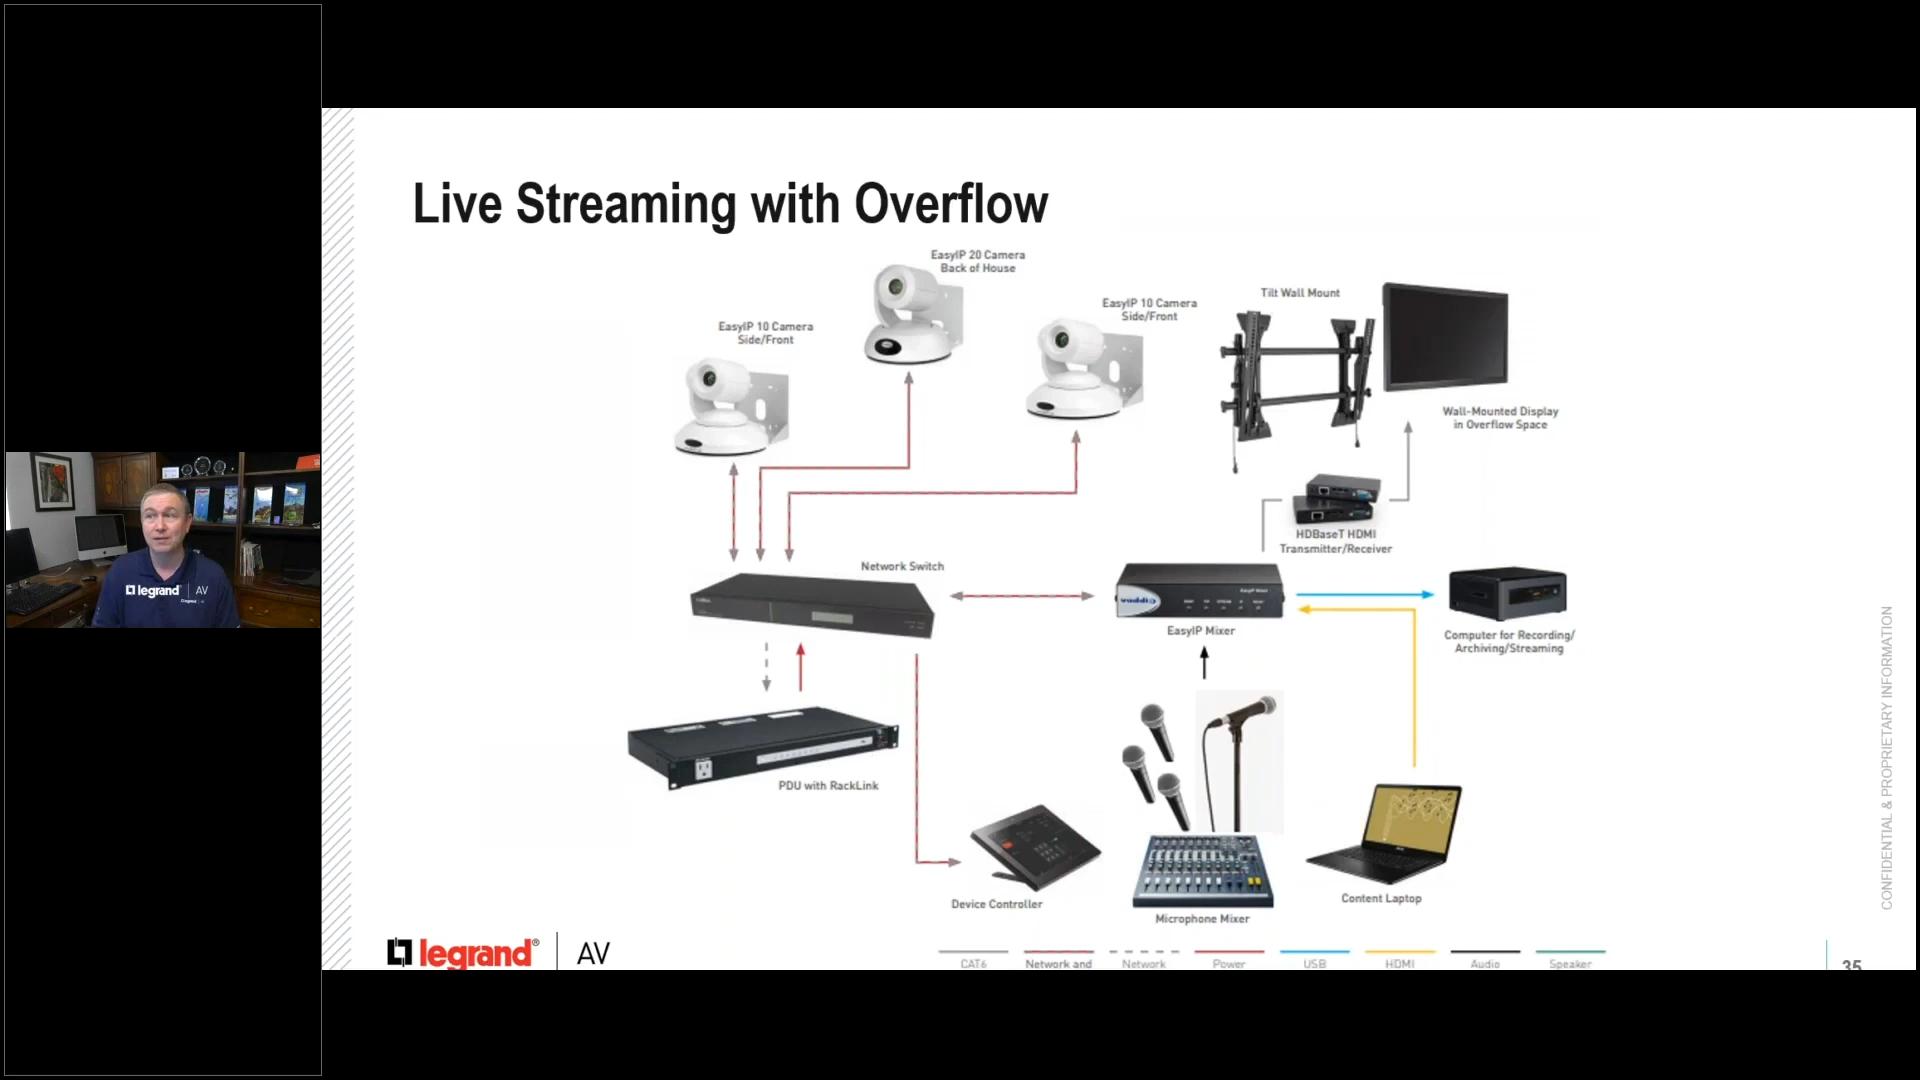 Live Streaming with Overflow
EasyIP 20 Camera
Back of House
EasyIP 10 Camera
Side/Front
EasyIP 10 Camera
Side/Front
Tilt Wall Mount
Wall-Mounted Display
in Overflow Space
HDBaseT HDMI
Transmitter/Receiver
Network Switch
vaddio
EasyIP Mixer
Computer for Recording/
Archiving/Streaming
PDU with RackLink
Device Controller
Microphone Mixer
Content Laptop
legrand® | AV
CAT6
Network and
Network
Power
USB
HDMI
Audio
Speaker
35
CONFIDENTIAL & PROPRIETARY INFORMATION
legrand | AV